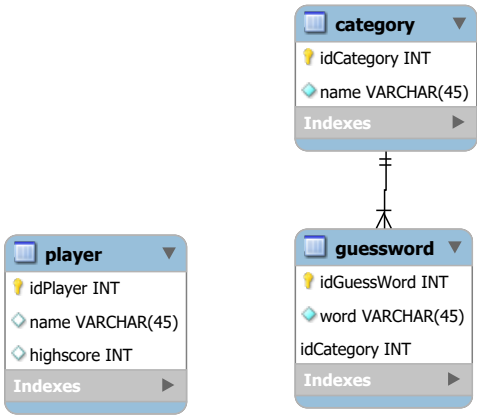 category
idCategory INT
name VARCHAR(45)
Indexes
player
idPlayer INT
name VARCHAR(45)
highscore INT
Indexes
guessword
idGuessWord INT
word VARCHAR(45)
idCategory INT
Indexes